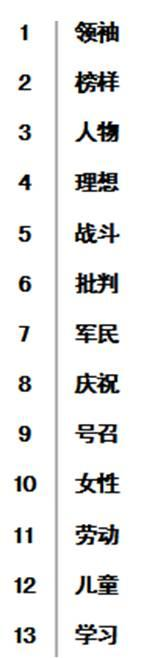 1 领袖
2 榜样
3 人物
4 理想
5 战斗
6 批判
7 军民
8 庆祝
9 号召
10 女性
11 劳动
12 儿童
13 学习